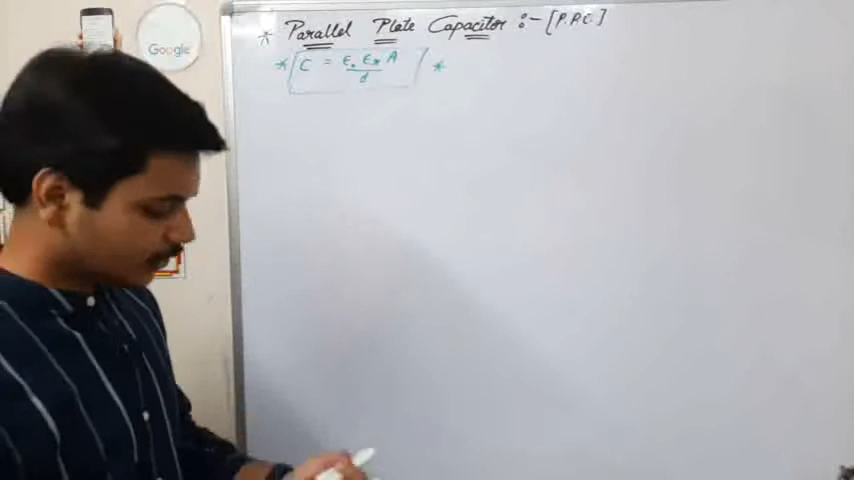 * Parallel Plate Capacitor :- [P.P.C]
* C = ε₀ εᵣ A / d *
Google